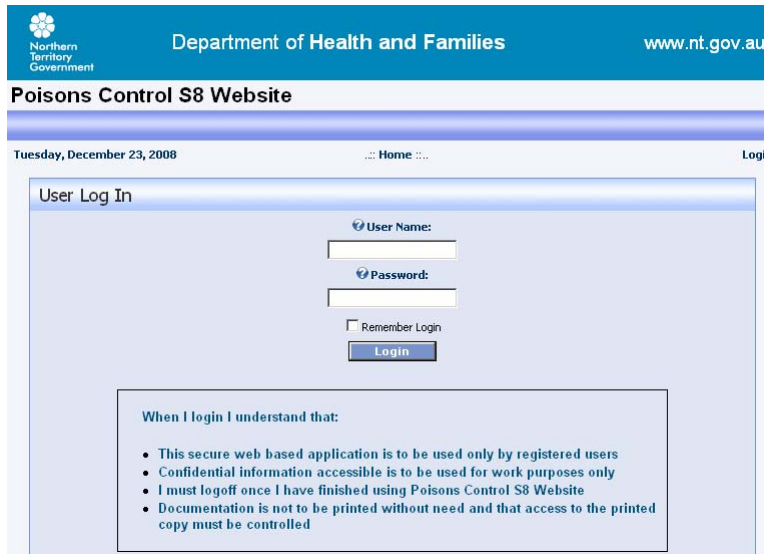 Northern
Territory
Government
Department of Health and Families
www.nt.gov.au
Poisons Control S8 Website
Tuesday, December 23, 2008
..:: Home ::..
Logi
User Log In
User Name:
Password:
Remember Login
Login
When I login I understand that:
• This secure web based application is to be used only by registered users
• Confidential information accessible is to be used for work purposes only
• I must logoff once I have finished using Poisons Control S8 Website
• Documentation is not to be printed without need and that access to the printed
copy must be controlled